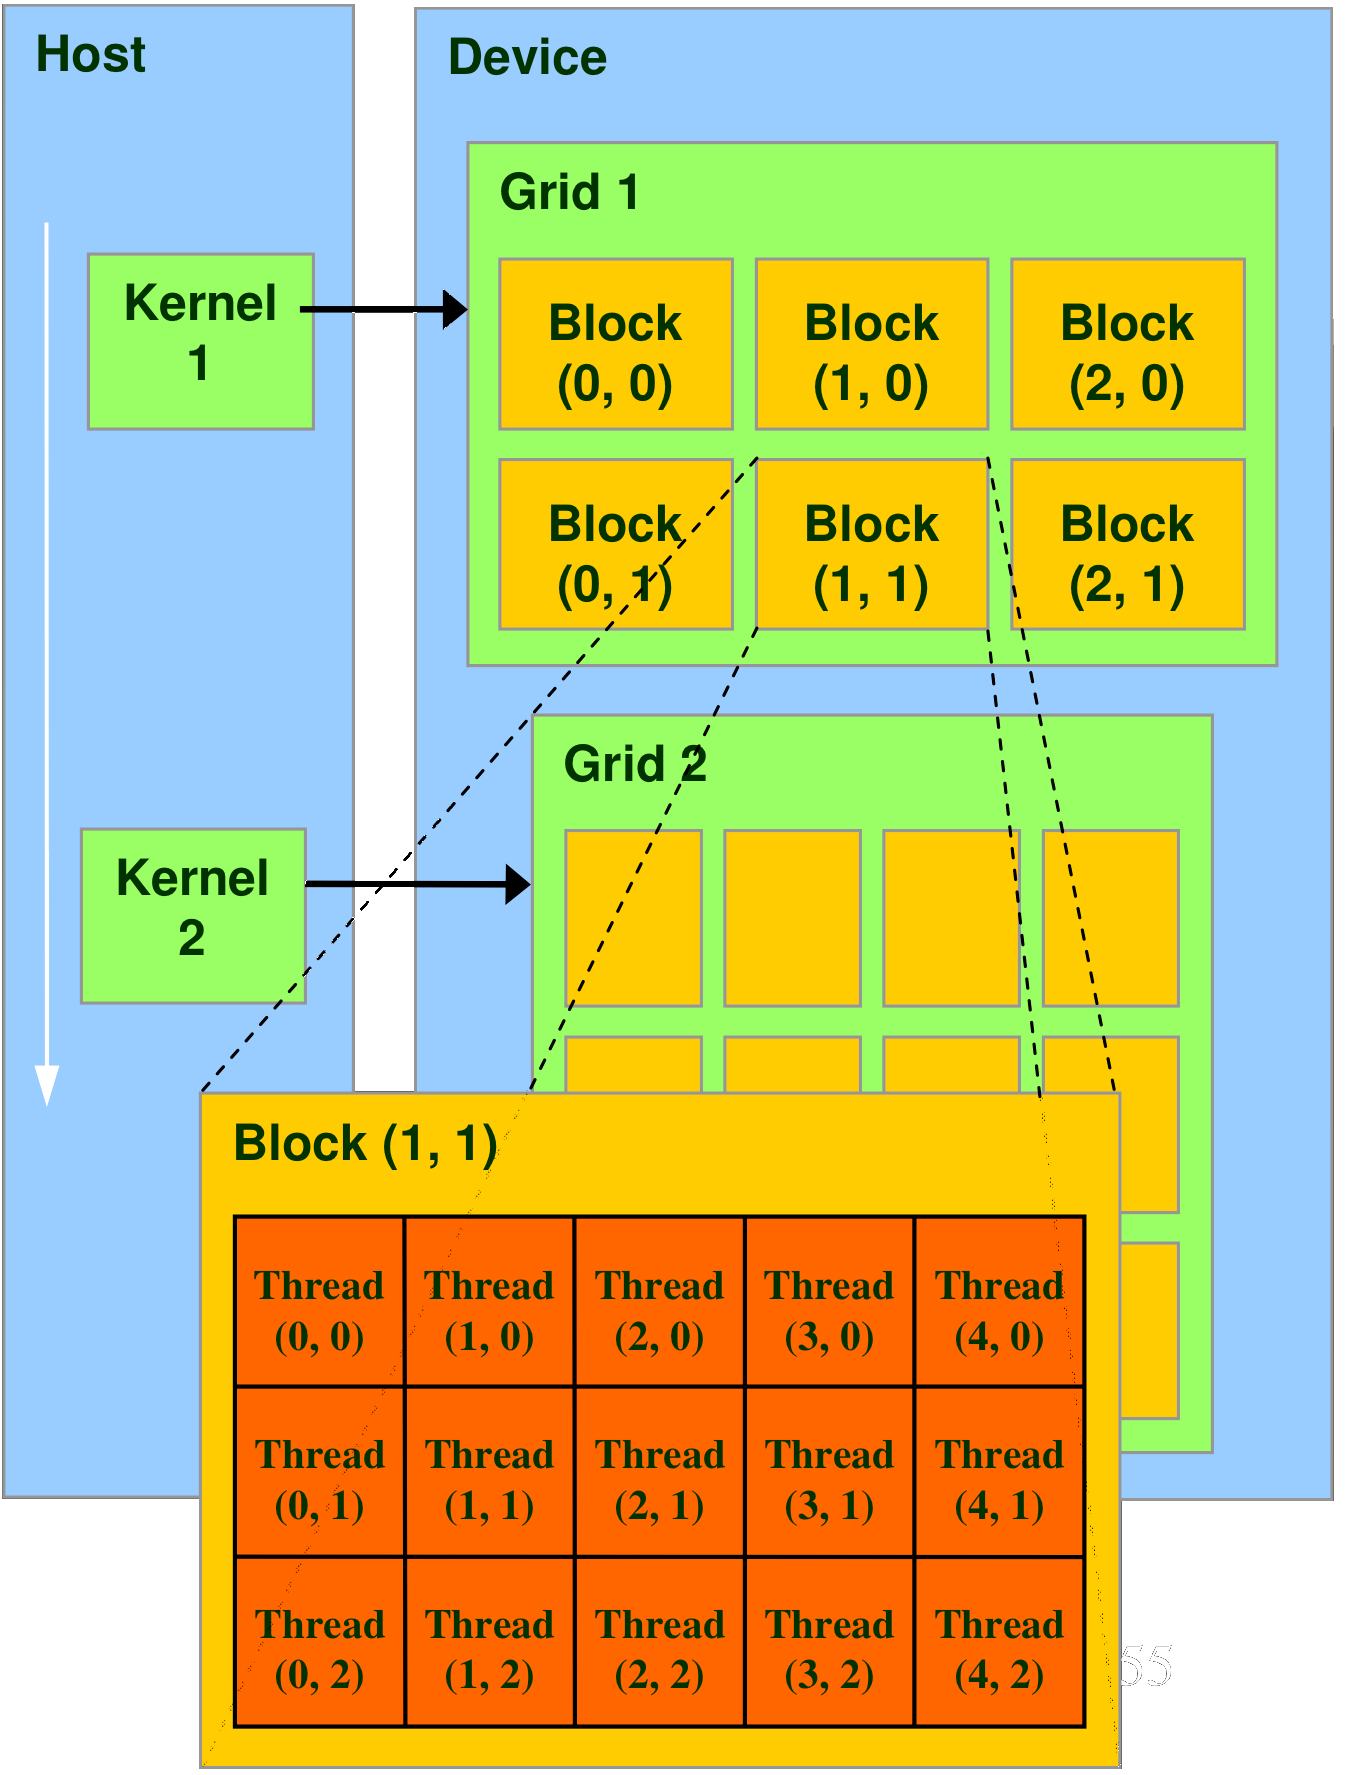 Host
Device
Grid 1
Kernel
1
Block
(0, 0)
Block
(1, 0)
Block
(2, 0)
Block
(0, 1)
Block
(1, 1)
Block
(2, 1)
Grid 2
Kernel
2
Block (1, 1)
Thread
(0, 0)
Thread
(1, 0)
Thread
(2, 0)
Thread
(3, 0)
Thread
(4, 0)
Thread
(0, 1)
Thread
(1, 1)
Thread
(2, 1)
Thread
(3, 1)
Thread
(4, 1)
Thread
(0, 2)
Thread
(1, 2)
Thread
(2, 2)
Thread
(3, 2)
Thread
(4, 2)
55